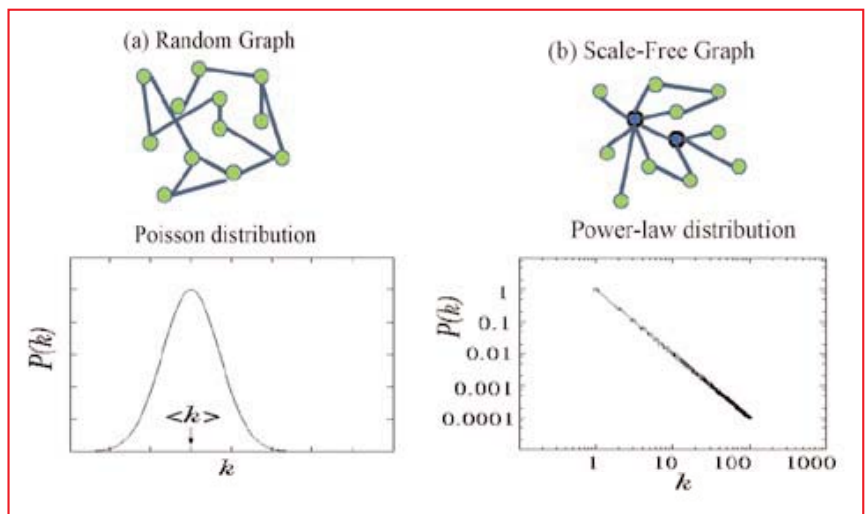 (a) Random Graph
Poisson distribution
P(k)
<k>
k
(b) Scale-Free Graph
Power-law distribution
P(k)
1
0.1
0.01
0.001
0.0001
1 10 100 1000
k